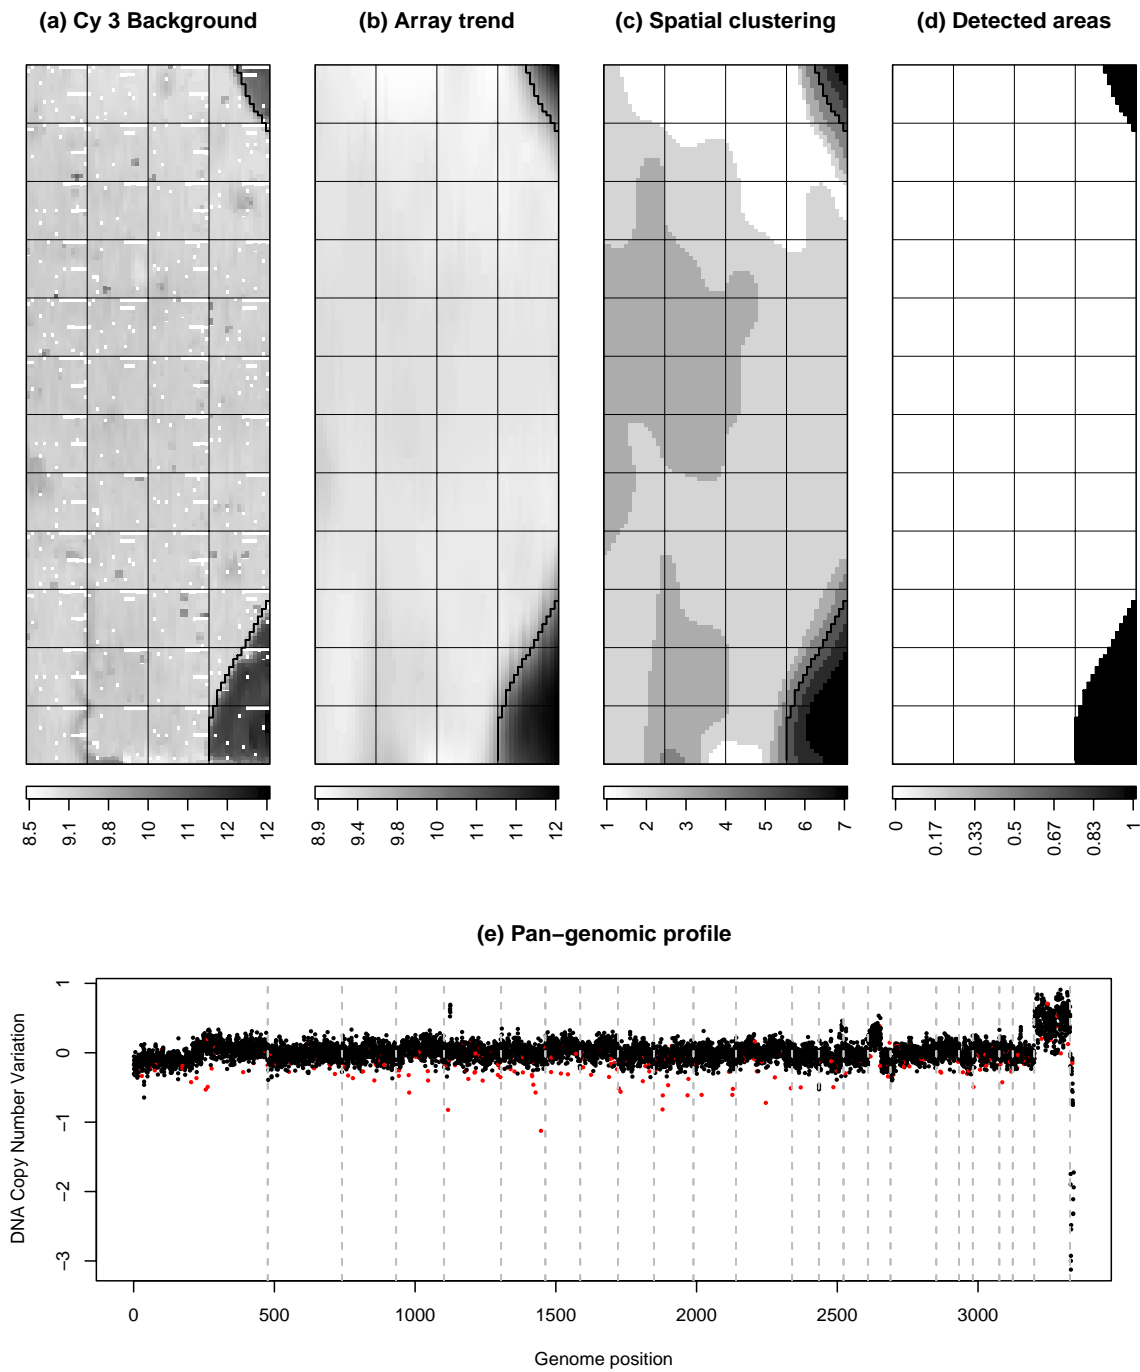 (a) Cy 3 Background (b) Array trend (c) Spatial clustering (d) Detected areas
8.5 9.1 9.8 10 11 12 12
8.9 9.4 9.8 10 11 11 12
1 2 3 4 5 6 7
0 0.17 0.33 0.5 0.67 0.83 1
(e) Pan−genomic profile
DNA Copy Number Variation
1
0
−1
−2
−3
0 500 1000 1500 2000 2500 3000
Genome position